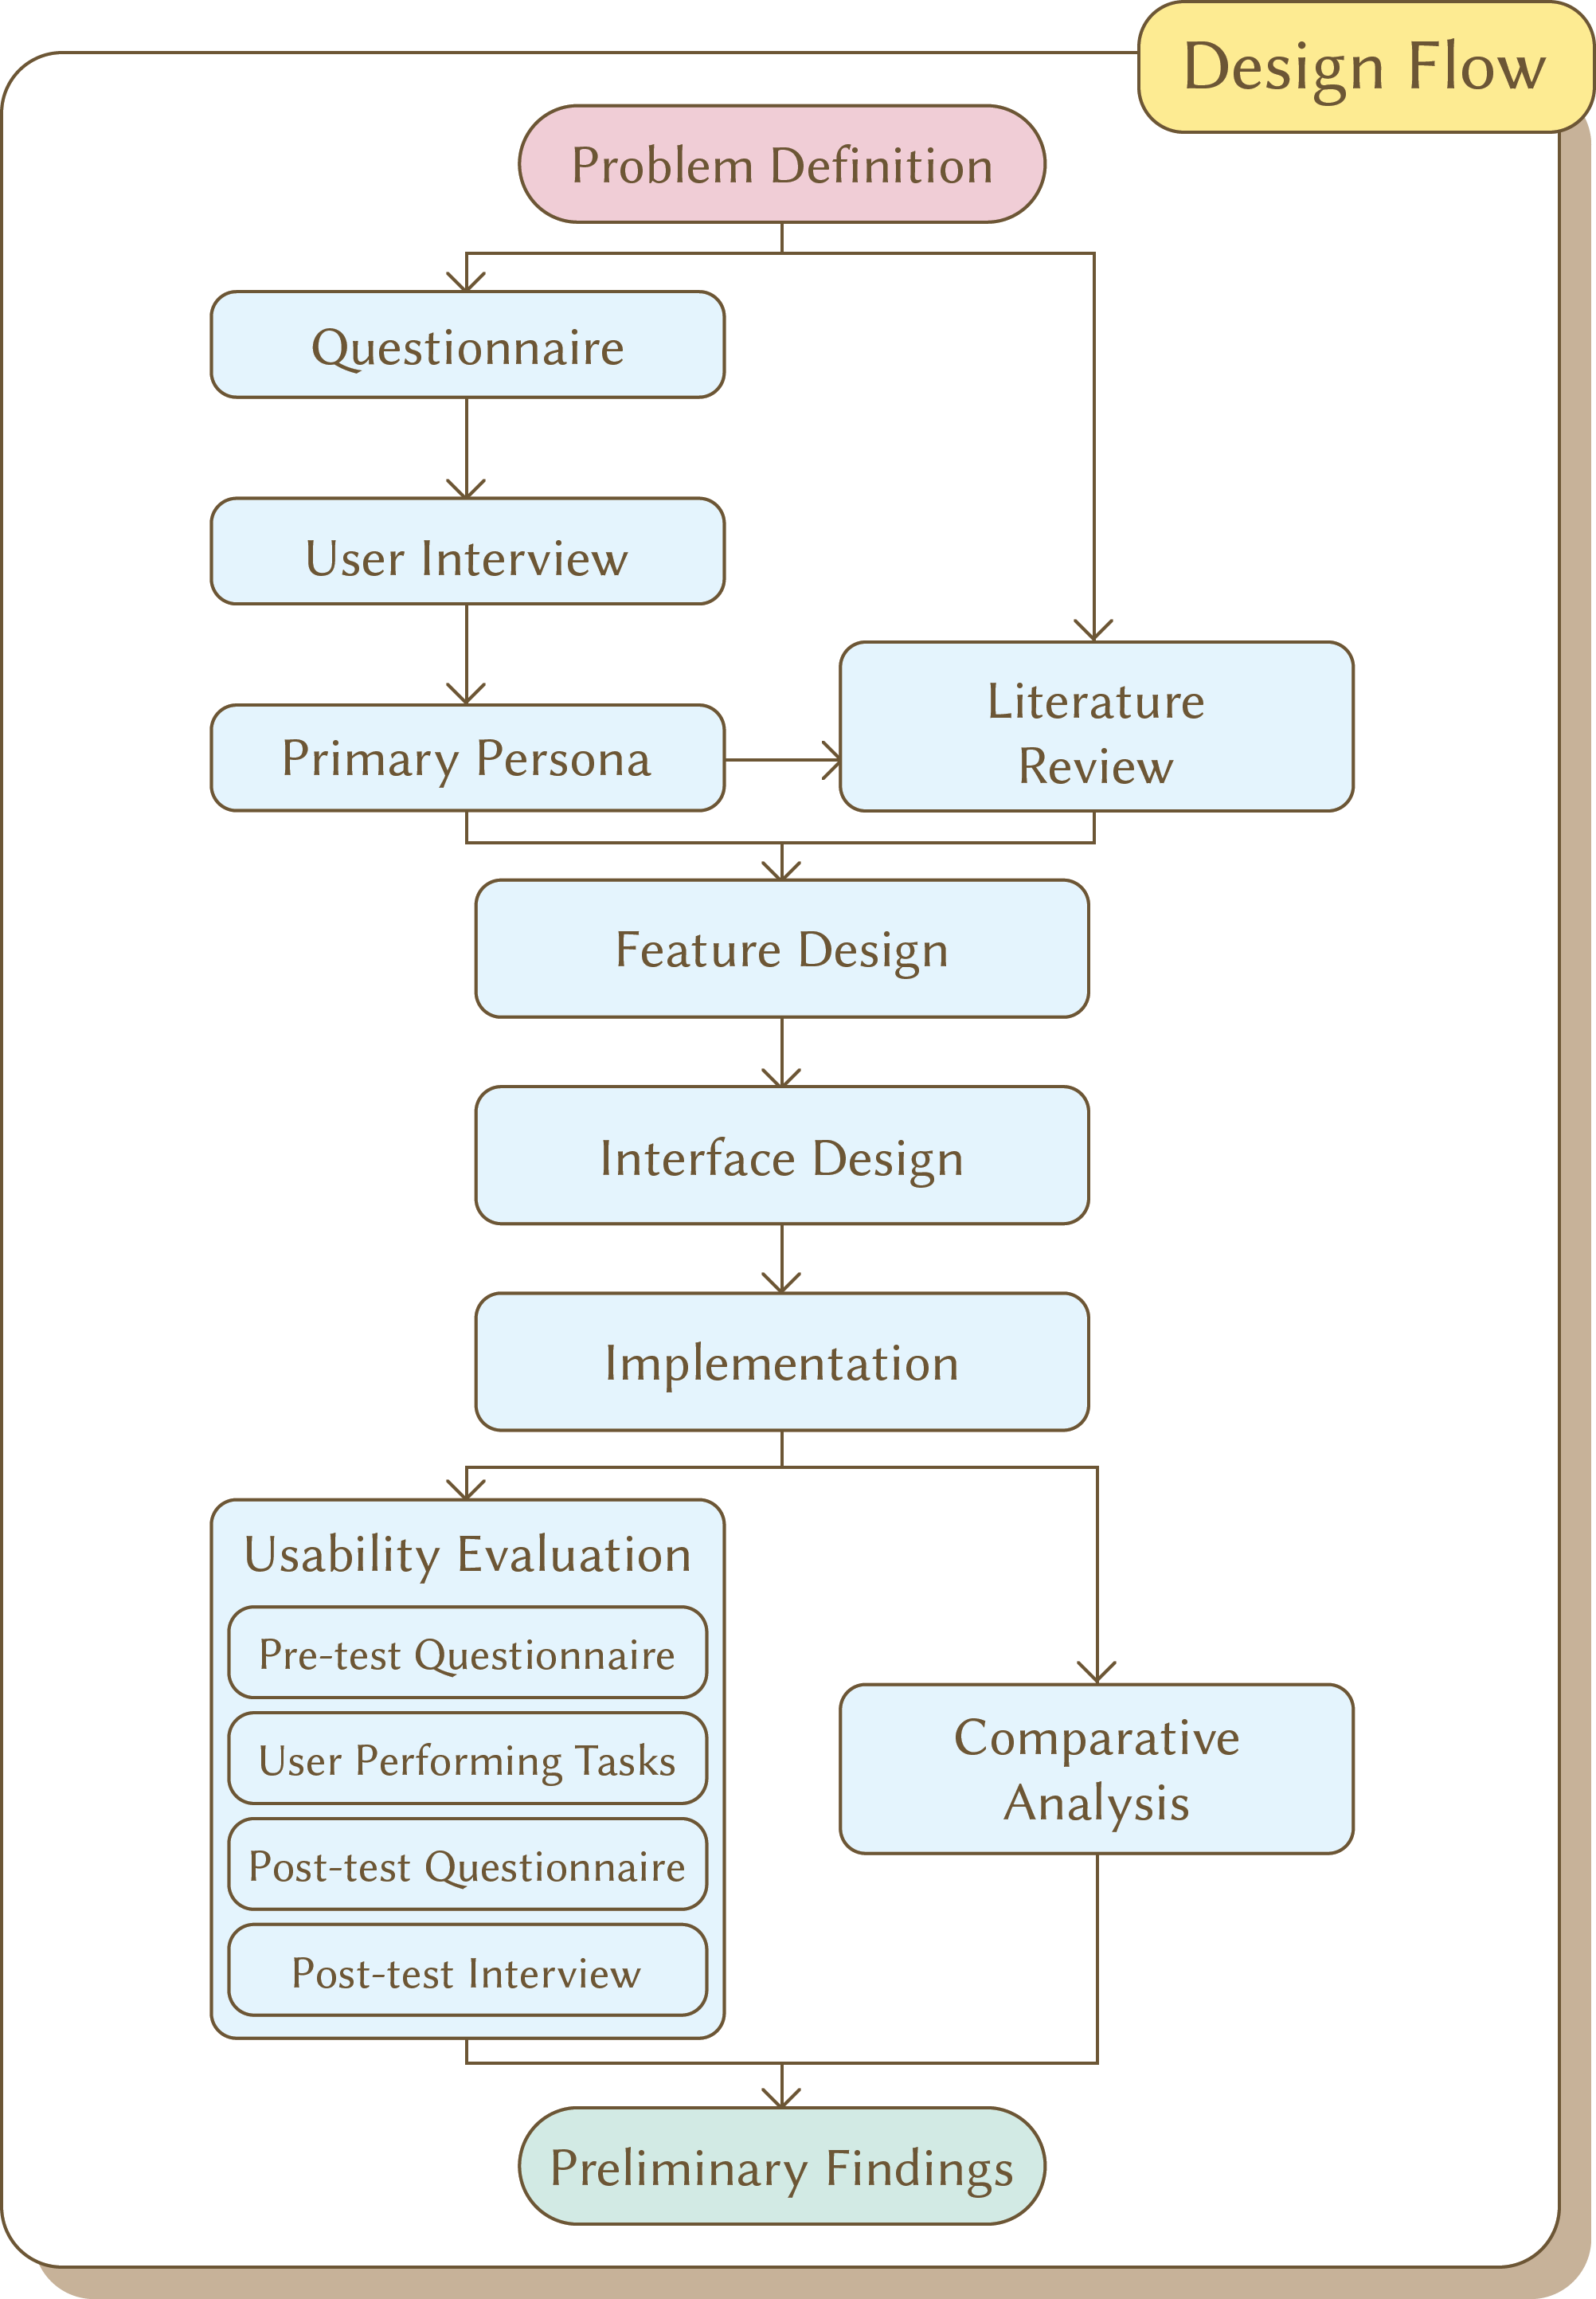 Design Flow
Problem Definition
Questionnaire
User Interview
Primary Persona
Literature
Review
Feature Design
Interface Design
Implementation
Usability Evaluation
Pre-test Questionnaire
User Performing Tasks
Post-test Questionnaire
Post-test Interview
Comparative
Analysis
Preliminary Findings